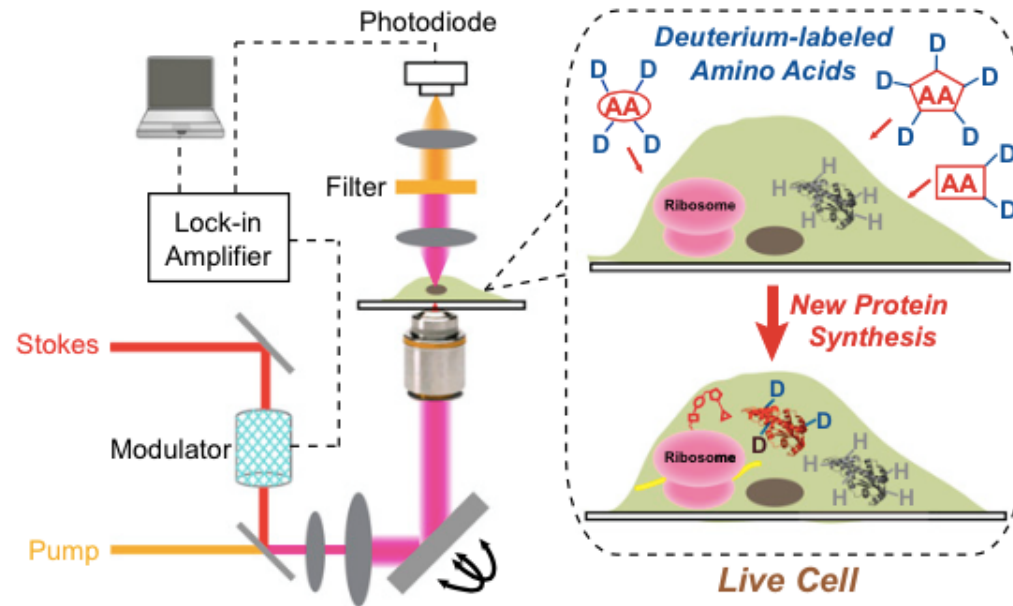 Photodiode
Filter
Lock-in
Amplifier
Stokes
Modulator
Pump
Deuterium-labeled
Amino Acids
D
D
AA
D
D
D
D
D
AA
D
D
D
AA
D
Ribosome
H
H
H
H
New Protein
Synthesis
D
D
D
Ribosome
H
H
H
H
Live Cell